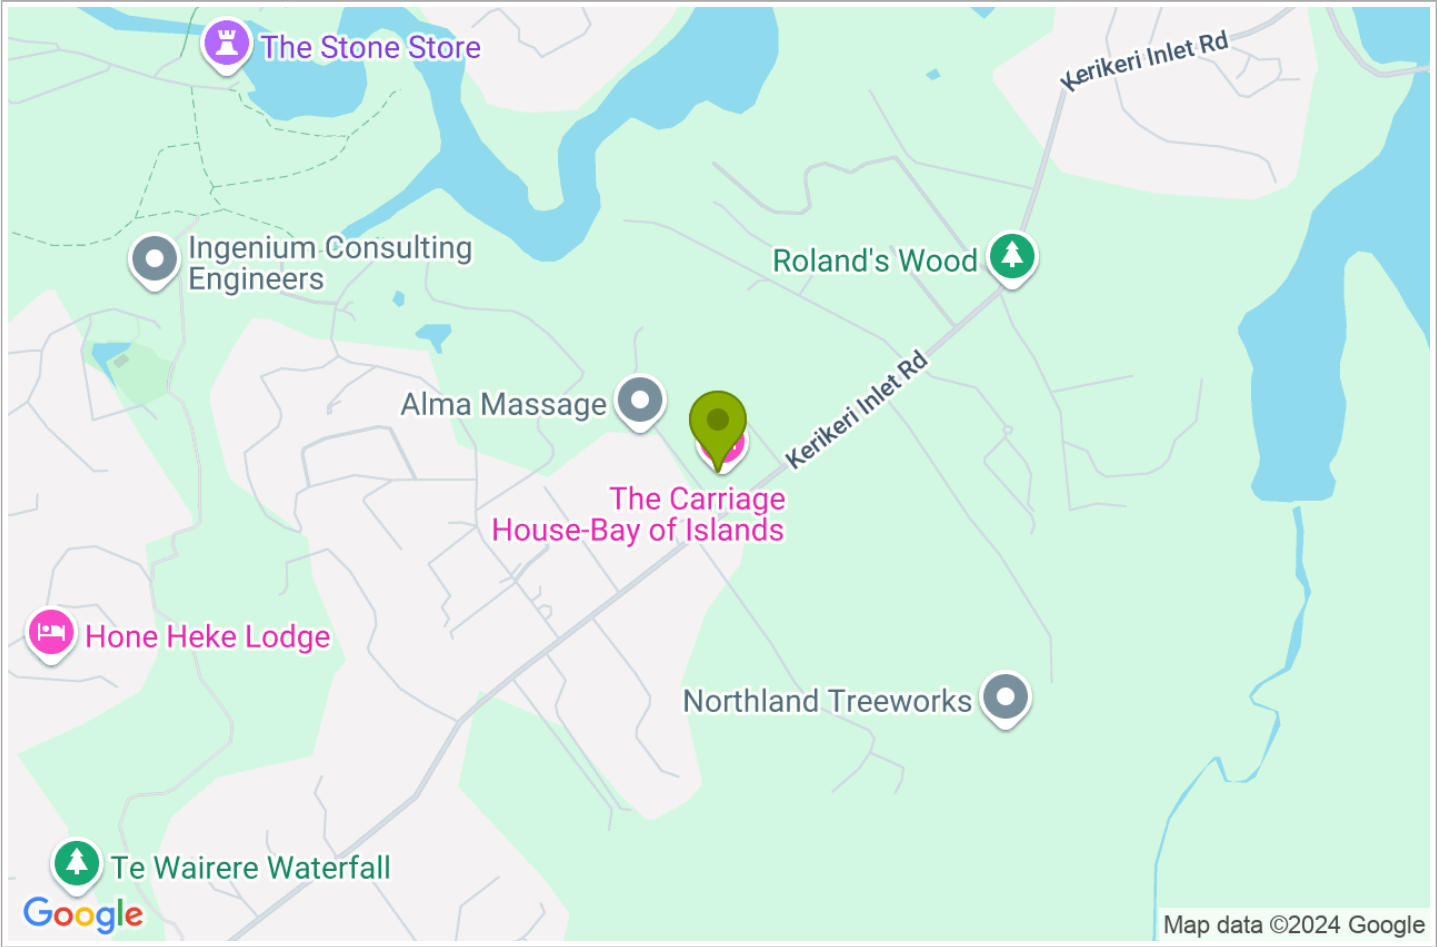 The Stone Store
Kerikeri Inlet Rd
Ingenium Consulting
Engineers
Roland's Wood
Alma Massage
Kerikeri Inlet Rd
The Carriage
House-Bay of Islands
Hone Heke Lodge
Northland Treeworks
Te Wairere Waterfall
Google
Map data ©2024 Google